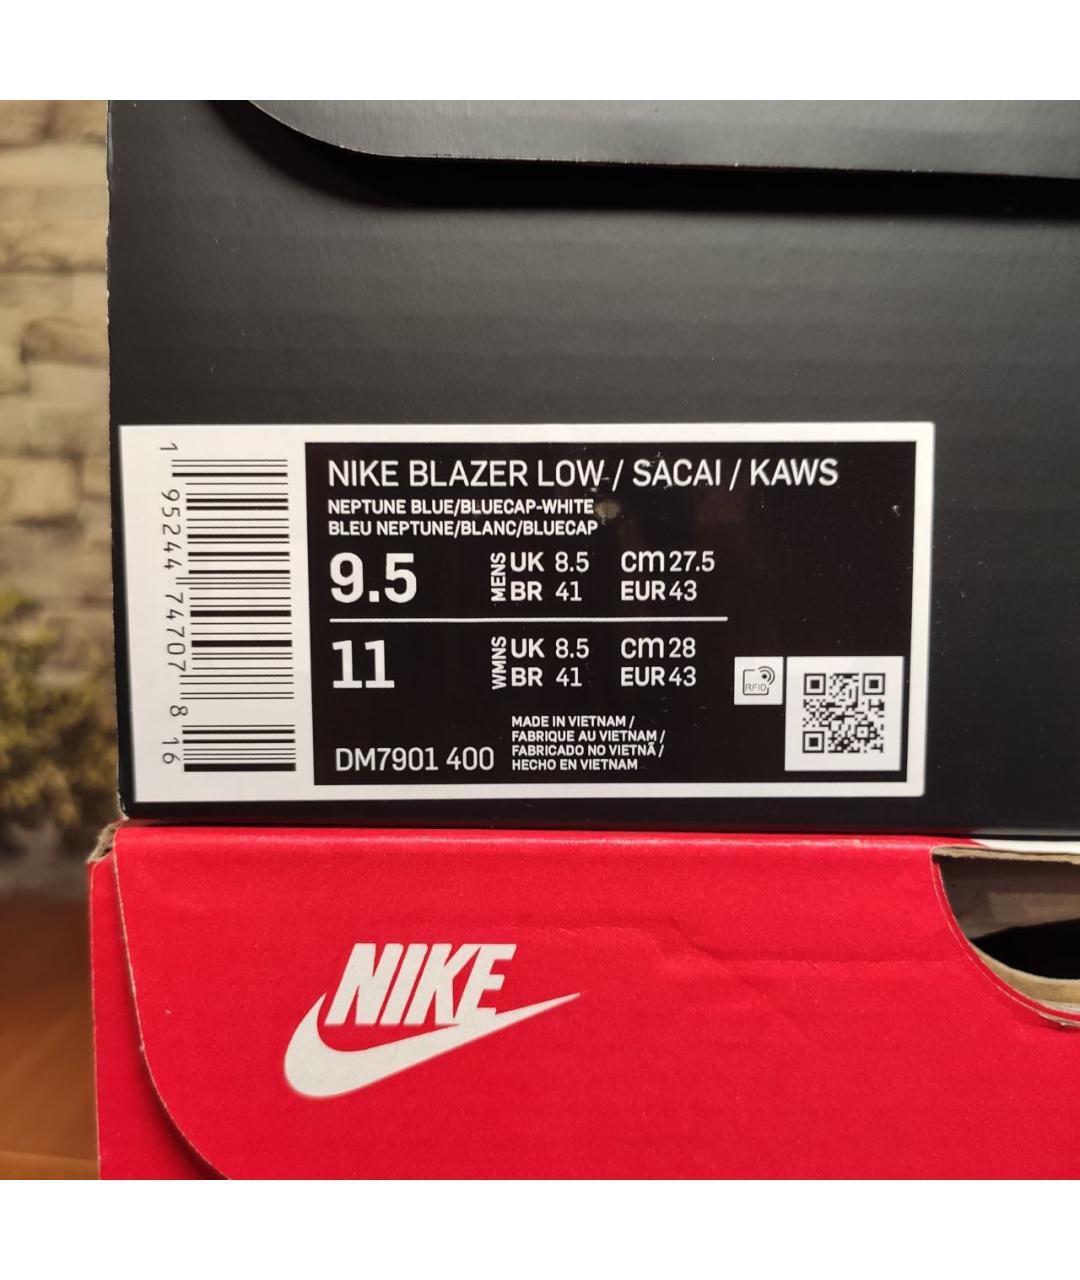 1 95244 74707 8 16
NIKE BLAZER LOW / SACAI / KAWS
NEPTUNE BLUE/BLUECAP-WHITE
BLEU NEPTUNE/BLANC/BLUECAP
9.5 MENS UK 8.5 cm 27.5
BR 41 EUR 43
11 WMNS UK 8.5 cm 28
BR 41 EUR 43
RFID
MADE IN VIETNAM /
FABRIQUE AU VIETNAM /
FABRICADO NO VIETNÃ /
HECHO EN VIETNAM
DM7901 400
NIKE